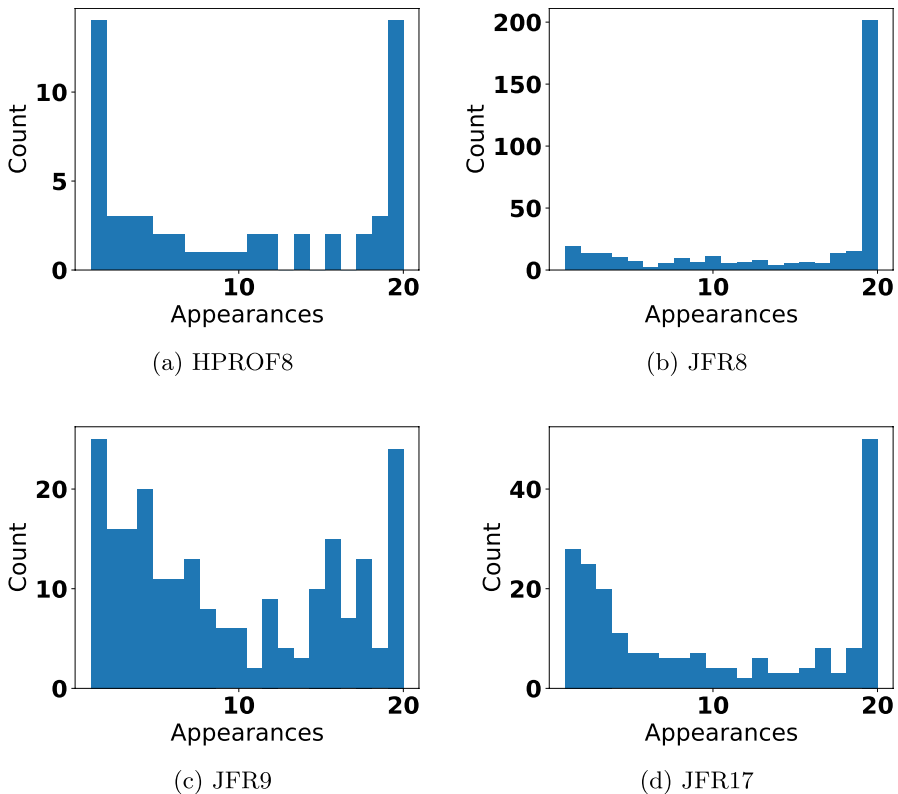 Count
10
5
0
10 20
Appearances
(a) HPROF8
Count
200
150
100
50
0
10 20
Appearances
(b) JFR8
Count
20
10
0
10 20
Appearances
(c) JFR9
Count
40
20
0
10 20
Appearances
(d) JFR17